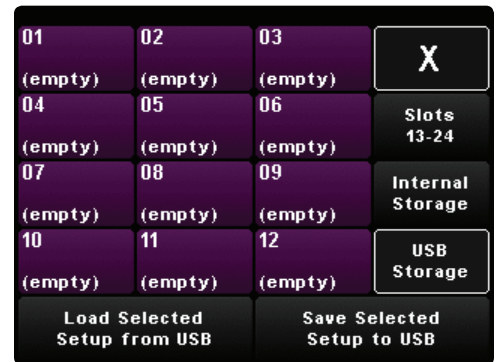 01 02 03
(empty) (empty) (empty)
X
04 05 06
(empty) (empty) (empty)
Slots
13-24
07 08 09
(empty) (empty) (empty)
Internal
Storage
10 11 12
(empty) (empty) (empty)
USB
Storage
Load Selected
Setup from USB
Save Selected
Setup to USB